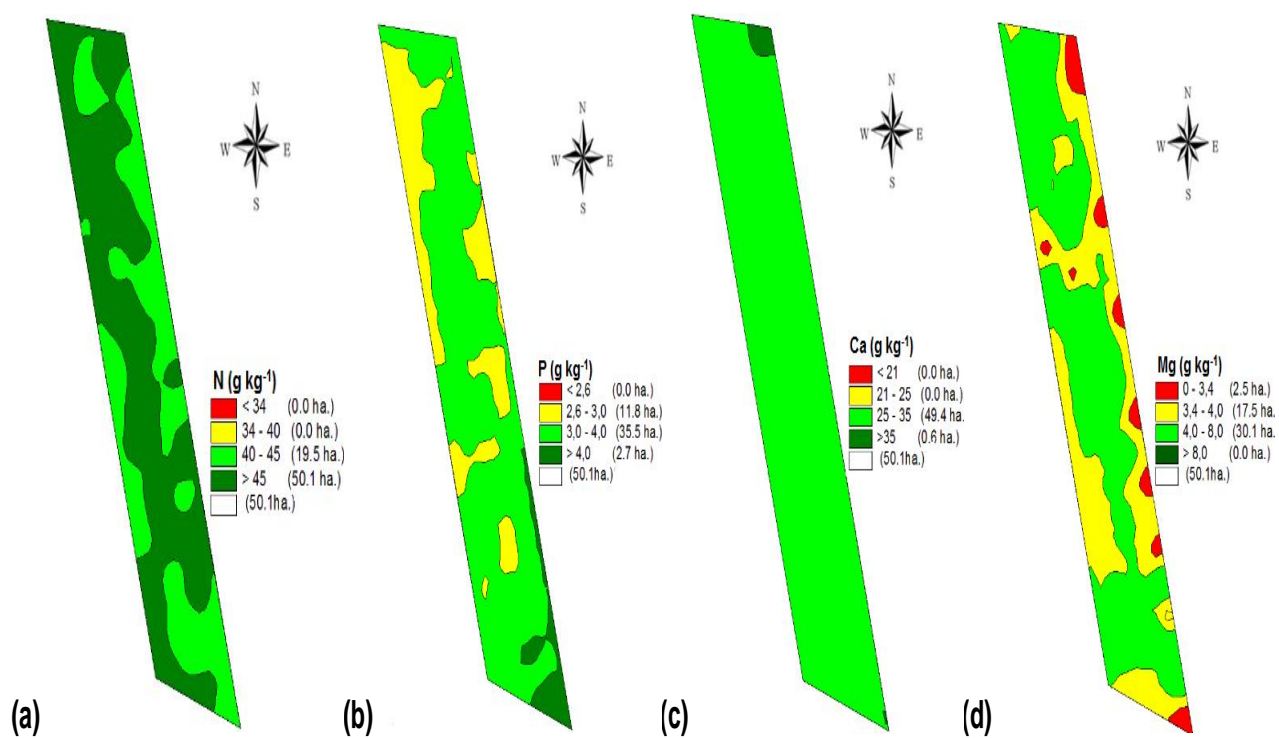 N
W E
S
N (g kg-1)
< 34 (0.0 ha.)
34 - 40 (0.0 ha.)
40 - 45 (19.5 ha.)
> 45 (50.1 ha.)
(50.1ha.)
(a)
N
W E
S
P (g kg-1)
< 2,6 (0.0 ha.)
2,6 - 3,0 (11.8 ha.)
3,0 - 4,0 (35.5 ha.)
> 4,0 (2.7 ha.)
(50.1ha.)
(b)
N
W E
S
Ca (g kg-1)
< 21 (0.0 ha.)
21 - 25 (0.0 ha.)
25 - 35 (49.4 ha.)
>35 (0.6 ha.)
(50.1ha.)
(c)
N
W E
S
Mg (g kg-1)
0 - 3,4 (2.5 ha.)
3,4 - 4,0 (17.5 ha.)
4,0 - 8,0 (30.1 ha.)
> 8,0 (0.0 ha.)
(50.1ha.)
(d)